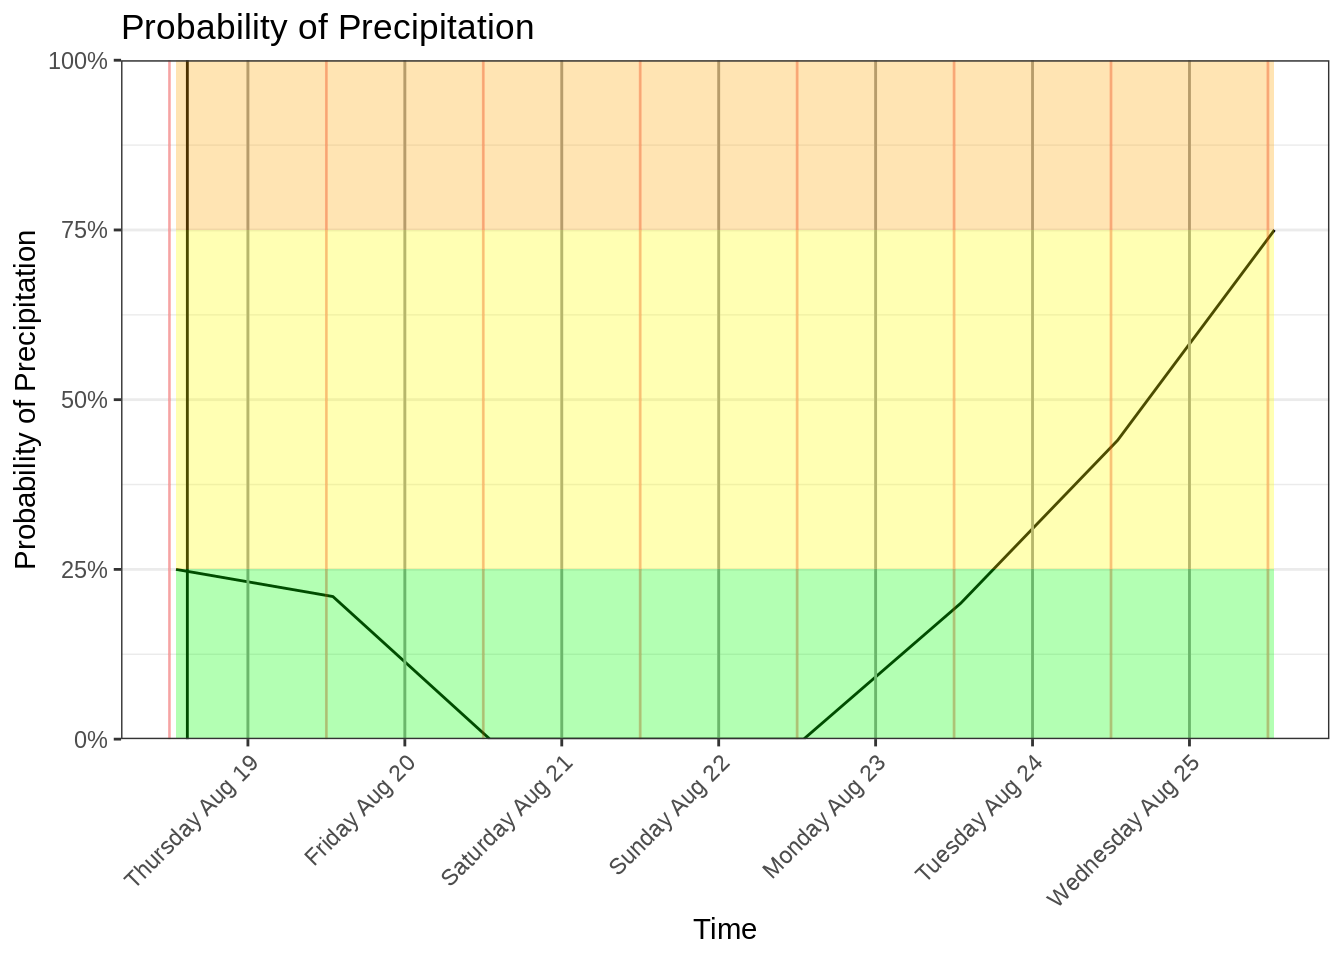 Probability of Precipitation
100%
75%
50%
25%
0%
Probability of Precipitation
Thursday Aug 19
Friday Aug 20
Saturday Aug 21
Sunday Aug 22
Monday Aug 23
Tuesday Aug 24
Wednesday Aug 25
Time